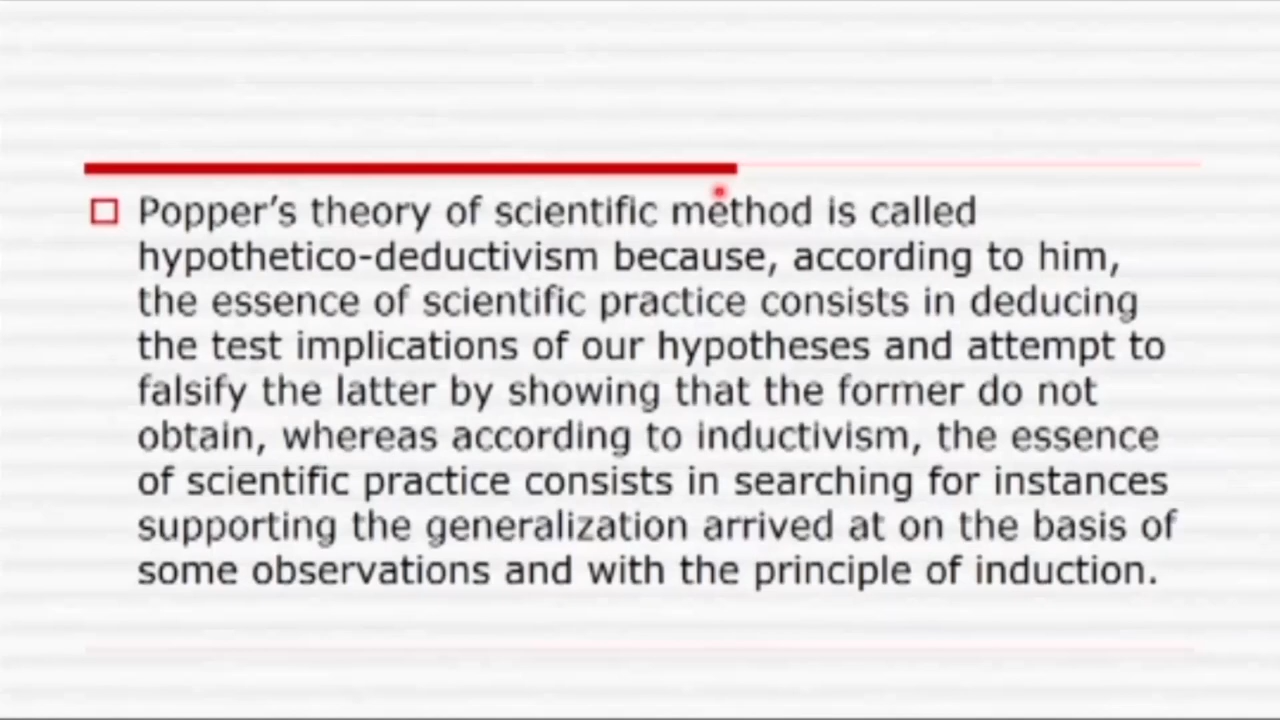 Popper's theory of scientific method is called
hypothetico-deductivism because, according to him,
the essence of scientific practice consists in deducing
the test implications of our hypotheses and attempt to
falsify the latter by showing that the former do not
obtain, whereas according to inductivism, the essence
of scientific practice consists in searching for instances
supporting the generalization arrived at on the basis of
some observations and with the principle of induction.